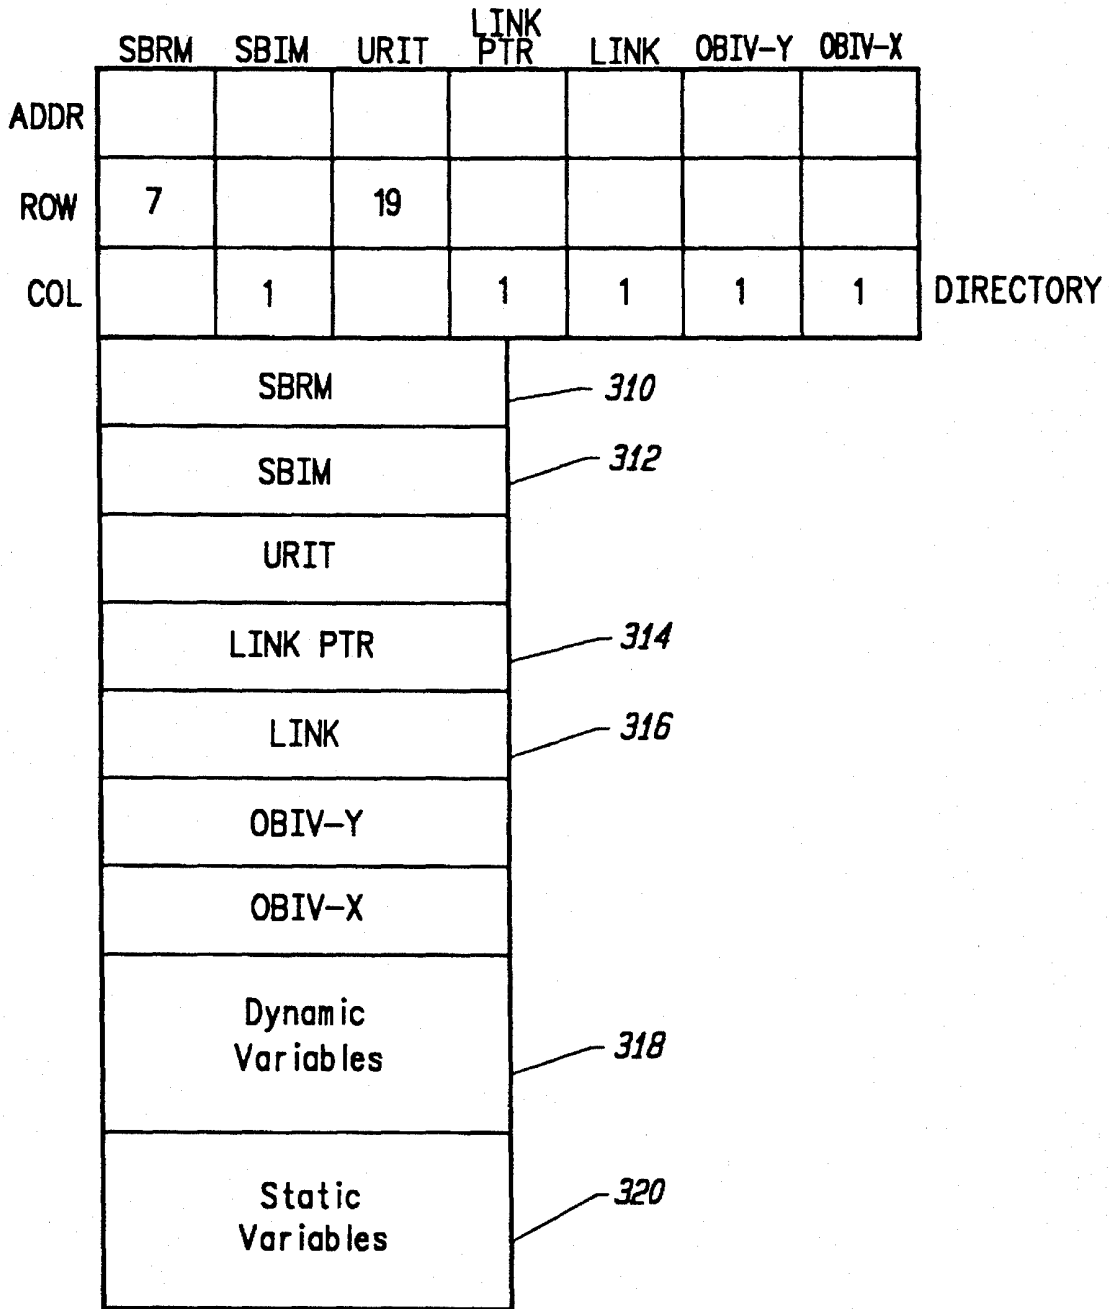 SBRM SBIM URIT LINK PTR LINK OBIV-Y OBIV-X
ADDR
ROW 7 19
COL 1 1 1 1 1 DIRECTORY
SBRM 310
SBIM 312
URIT
LINK PTR 314
LINK 316
OBIV-Y
OBIV-X
Dynamic
Variables 318
Static
Variables 320